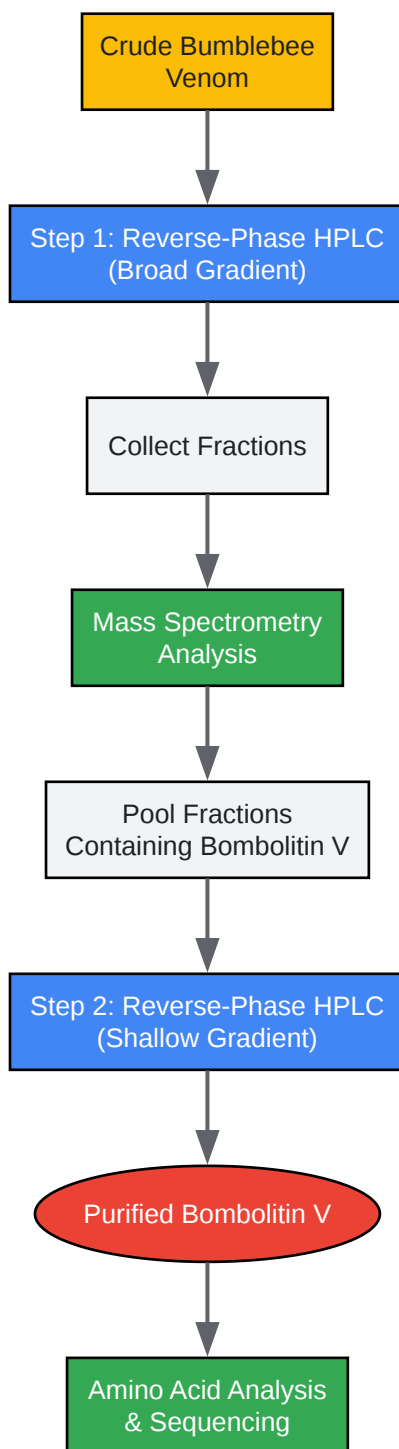 Crude Bumblebee
Venom
Step 1: Reverse-Phase HPLC
(Broad Gradient)
Collect Fractions
Mass Spectrometry
Analysis
Pool Fractions
Containing Bombolitin V
Step 2: Reverse-Phase HPLC
(Shallow Gradient)
Purified Bombolitin V
Amino Acid Analysis
& Sequencing